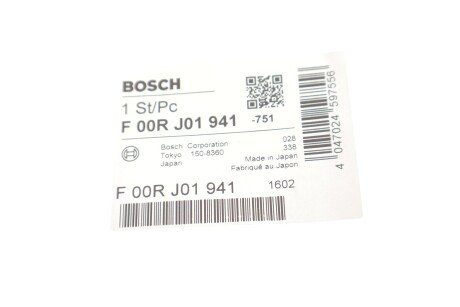 BOSCH
1 St/Pc
F 00R J01 941 -751
Bosch Corporation 028
Tokyo 150-8360 338
Japan Made in Japan
Fabriqué au Japon
F 00R J01 941 1602
4 047024 597556